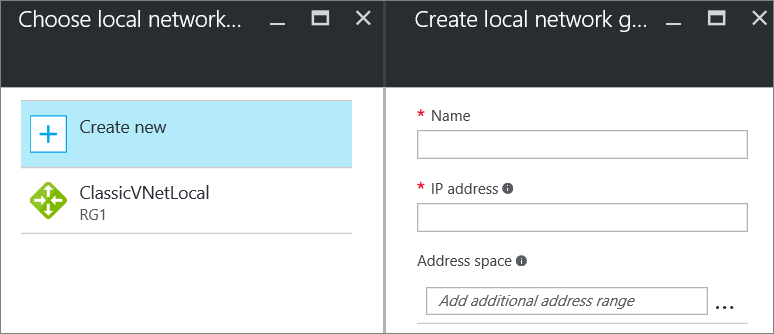 Choose local network...
Create new
ClassicVNetLocal
RG1
Create local network g...
* Name
* IP address
Address space
Add additional address range
...